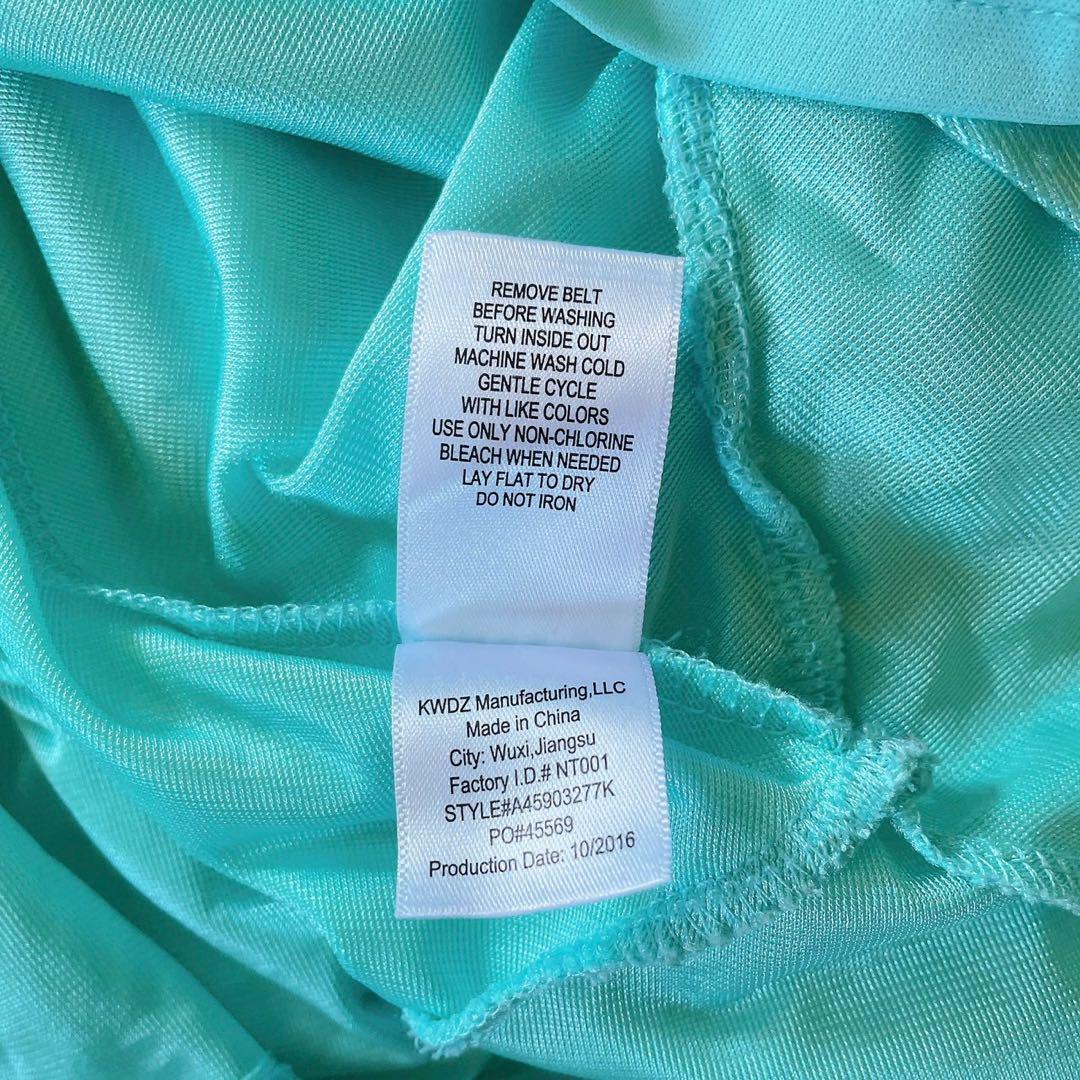 REMOVE BELT
BEFORE WASHING
TURN INSIDE OUT
MACHINE WASH COLD
GENTLE CYCLE
WITH LIKE COLORS
USE ONLY NON-CHLORINE
BLEACH WHEN NEEDED
LAY FLAT TO DRY
DO NOT IRON
KWDZ Manufacturing,LLC
Made in China
City: Wuxi,Jiangsu
Factory I.D.# NT001
STYLE#A45903277K
PO#45569
Production Date: 10/2016